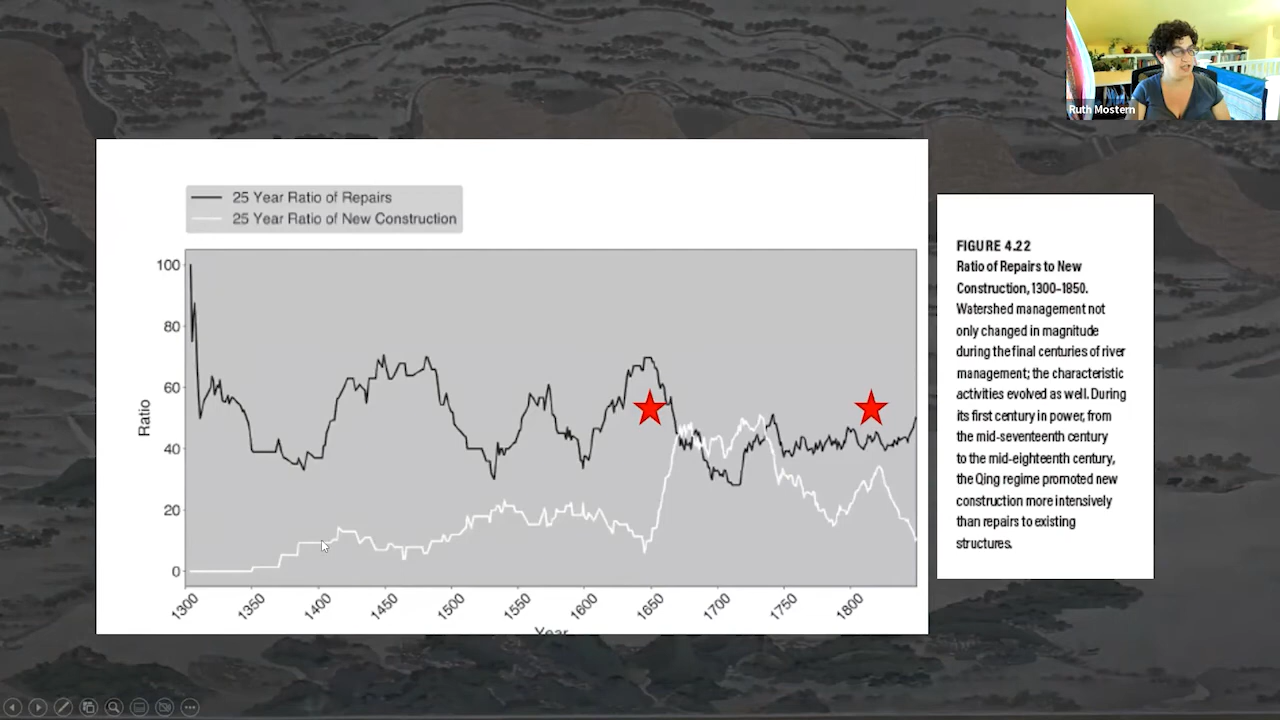 Ruth Mostern
25 Year Ratio of Repairs
25 Year Ratio of New Construction
100
80
60
40
20
0
Ratio
1300
1350
1400
1450
1500
1550
1600
1650
1700
1750
1800
Year
FIGURE 4.22
Ratio of Repairs to New
Construction, 1300–1850.
Watershed management not
only changed in magnitude
during the final centuries of river
management; the characteristic
activities evolved as well. During
its first century in power, from
the mid-seventeenth century
to the mid-eighteenth century,
the Qing regime promoted new
construction more intensively
than repairs to existing
structures.